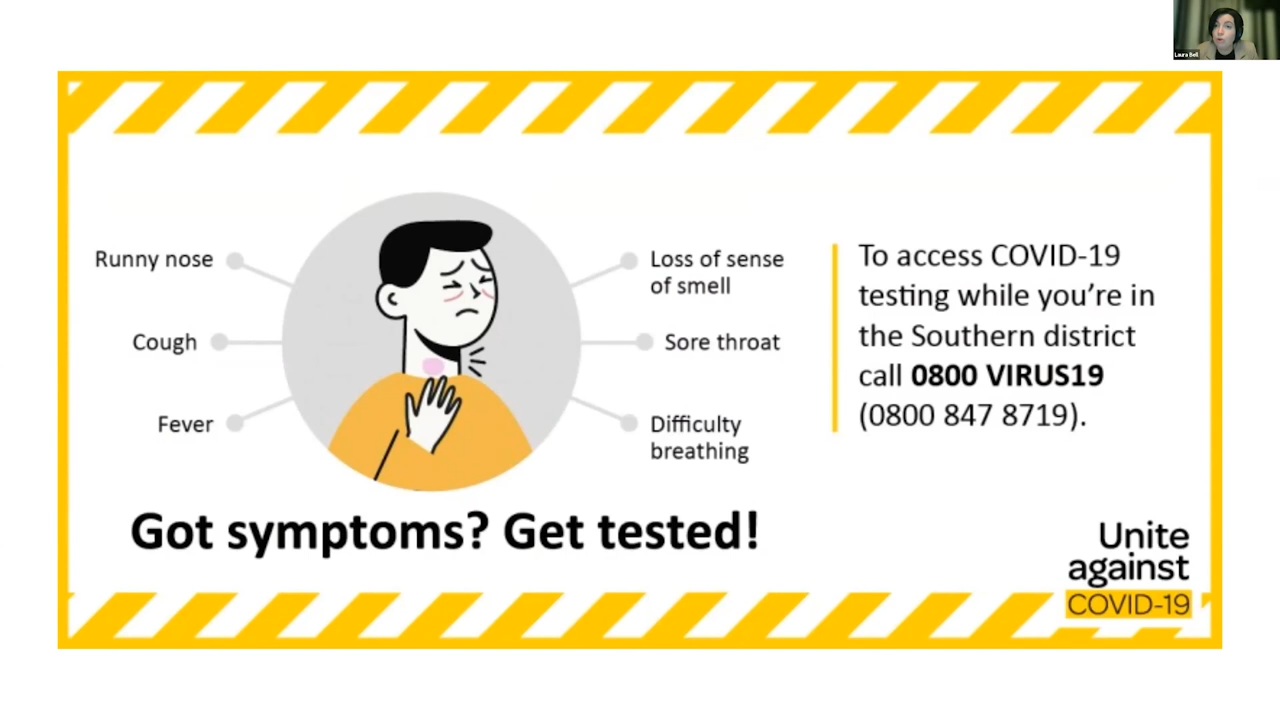 Laura Bell
Runny nose
Cough
Fever
Loss of sense
of smell
Sore throat
Difficulty
breathing
To access COVID-19
testing while you’re in
the Southern district
call 0800 VIRUS19
(0800 847 8719).
Got symptoms? Get tested!
Unite
against
COVID-19